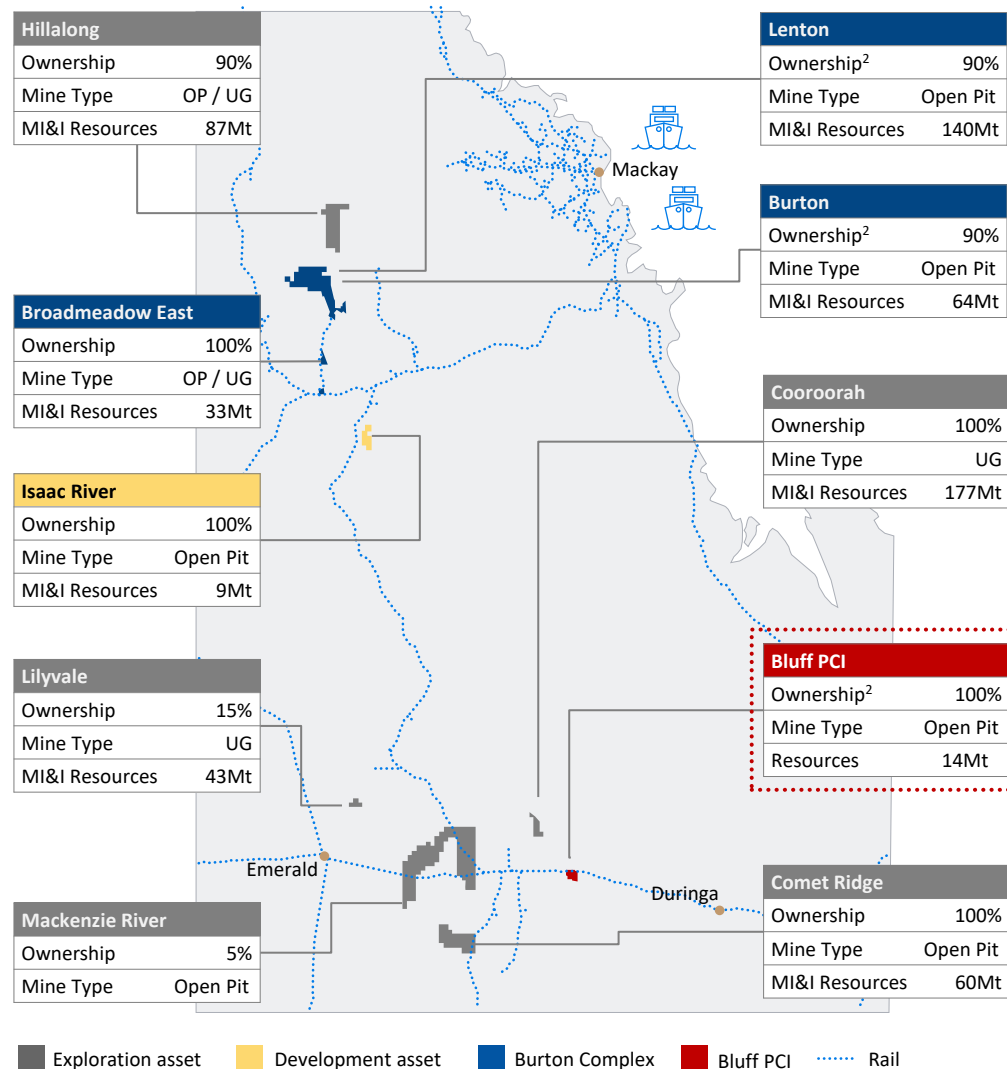 Hillalong
Ownership 90%
Mine Type OP / UG
MI&I Resources 87Mt
Lenton
Ownership² 90%
Mine Type Open Pit
MI&I Resources 140Mt
Mackay
Burton
Ownership² 90%
Mine Type Open Pit
MI&I Resources 64Mt
Broadmeadow East
Ownership 100%
Mine Type OP / UG
MI&I Resources 33Mt
Cooroorah
Ownership 100%
Mine Type UG
MI&I Resources 177Mt
Isaac River
Ownership 100%
Mine Type Open Pit
MI&I Resources 9Mt
Bluff PCI
Ownership² 100%
Mine Type Open Pit
Resources 14Mt
Lilyvale
Ownership 15%
Mine Type UG
MI&I Resources 43Mt
Emerald
Duringa
Comet Ridge
Ownership 100%
Mine Type Open Pit
MI&I Resources 60Mt
Mackenzie River
Ownership 5%
Mine Type Open Pit
Exploration asset Development asset Burton Complex Bluff PCI Rail